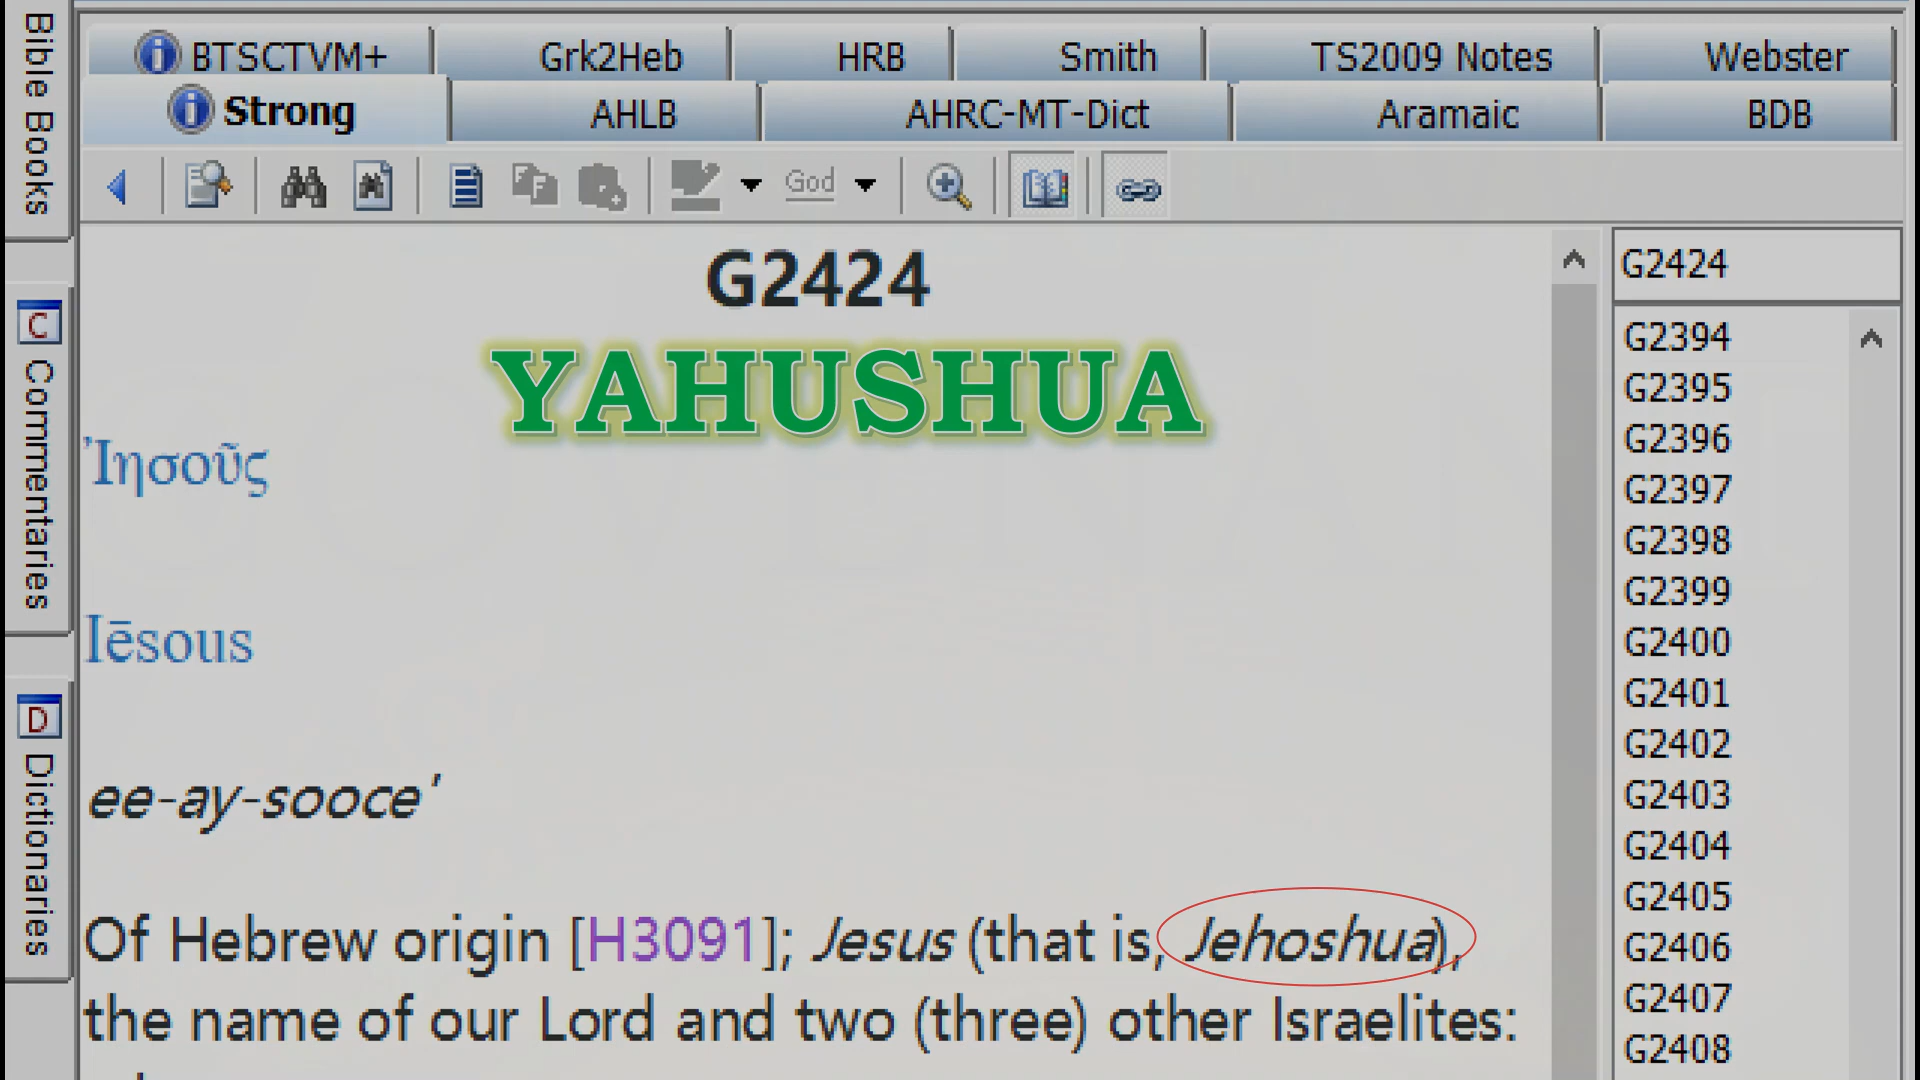 BTSCTVM+ Grk2Heb HRB Smith TS2009 Notes Webster
Strong AHLB AHRC-MT-Dict Aramaic BDB
God
Bible Books
C Commentaries
D Dictionaries
G2424
YAHUSHUA
Ἰησοῦς
Iēsous
ee-ay-sooce'
Of Hebrew origin [H3091]; Jesus (that is, Jehoshua),
the name of our Lord and two (three) other Israelites:
G2424
G2394
G2395
G2396
G2397
G2398
G2399
G2400
G2401
G2402
G2403
G2404
G2405
G2406
G2407
G2408